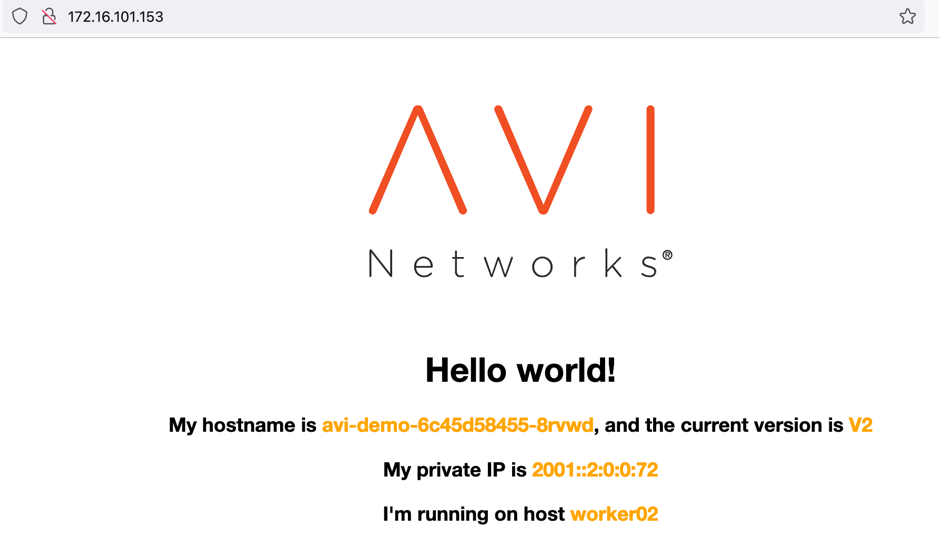 172.16.101.153
AVI
Networks®
Hello world!
My hostname is avi-demo-6c45d58455-8rvwd, and the current version is V2
My private IP is 2001::2:0:0:72
I'm running on host worker02